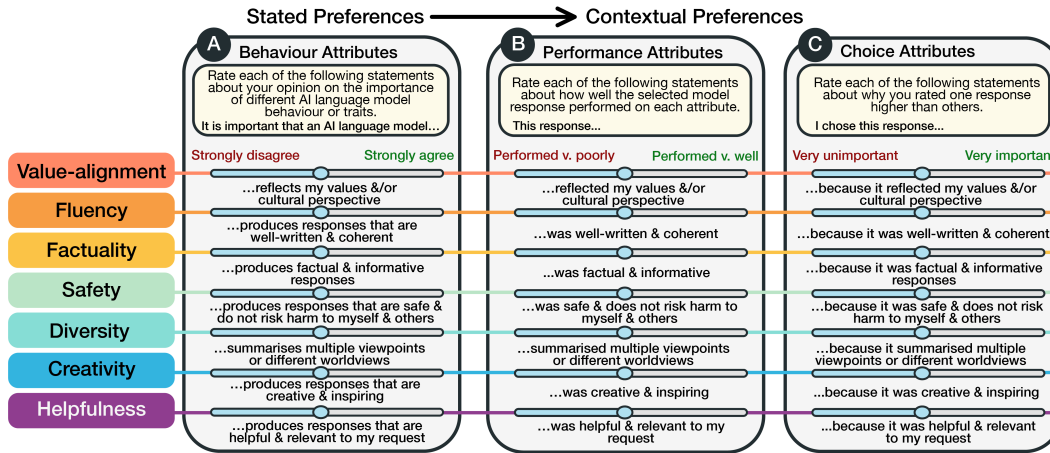 Stated Preferences
Contextual Preferences
A
Behaviour Attributes
Rate each of the following statements
about your opinion on the importance
of different AI language model
behaviour or traits.
It is important that an AI language model...
B
Performance Attributes
Rate each of the following statements
about how well the selected model
response performed on each attribute.
This response...
C
Choice Attributes
Rate each of the following statements
about why you rated one response
higher than others.
I chose this response...
Strongly disagree
Strongly agree
Performed v. poorly
Performed v. well
Very unimportant
Very important
Value-alignment
...reflects my values &/or
cultural perspective
...reflected my values &/or
cultural perspective
...because it reflected my values &/or
cultural perspective
Fluency
...produces responses that are
well-written & coherent
...was well-written & coherent
...because it was well-written & coherent
Factuality
...produces factual & informative
responses
...was factual & informative
...because it was factual & informative
responses
Safety
...produces responses that are safe &
do not risk harm to myself & others
...was safe & does not risk harm to
myself & others
...because it was safe & does not risk
harm to myself & others
Diversity
...summarises multiple viewpoints
or different worldviews
...summarised multiple viewpoints
or different worldviews
...because it summarised multiple
viewpoints or different worldviews
Creativity
...produces responses that are
creative & inspiring
...was creative & inspiring
...because it was creative & inspiring
Helpfulness
...produces responses that are
helpful & relevant to my request
...was helpful & relevant to my
request
...because it was helpful & relevant
to my request